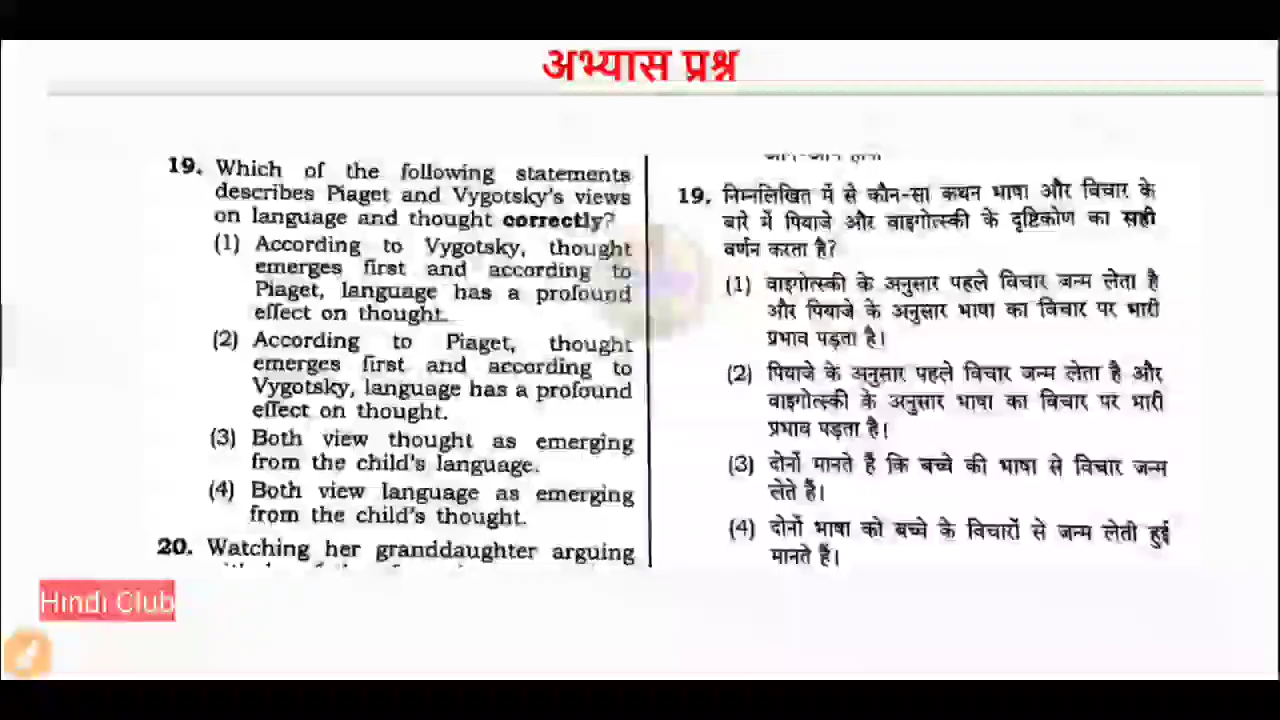 अभ्यास प्रश्न
19. Which of the following statements
describes Piaget and Vygotsky's views
on language and thought correctly?
(1) According to Vygotsky, thought
emerges first and according to
Piaget, language has a profound
effect on thought.
(2) According to Piaget, thought
emerges first and according to
Vygotsky, language has a profound
effect on thought.
(3) Both view thought as emerging
from the child's language.
(4) Both view language as emerging
from the child's thought.
20. Watching her granddaughter arguing
19. निम्नलिखित में से कौन-सा कथन भाषा और विचार के
बारे में पियाजे और वाइगोत्स्की के दृष्टिकोण का सही
वर्णन करता है?
(1) वाइगोत्स्की के अनुसार पहले विचार जन्म लेता है
और पियाजे के अनुसार भाषा का विचार पर भारी
प्रभाव पड़ता है।
(2) पियाजे के अनुसार पहले विचार जन्म लेता है और
वाइगोत्स्की के अनुसार भाषा का विचार पर भारी
प्रभाव पड़ता है।
(3) दोनों मानते है कि बच्चे की भाषा से विचार जन्म
लेते हैं।
(4) दोनों भाषा को बच्चे के विचारों से जन्म लेती हुई
मानते हैं।
Hindi Club